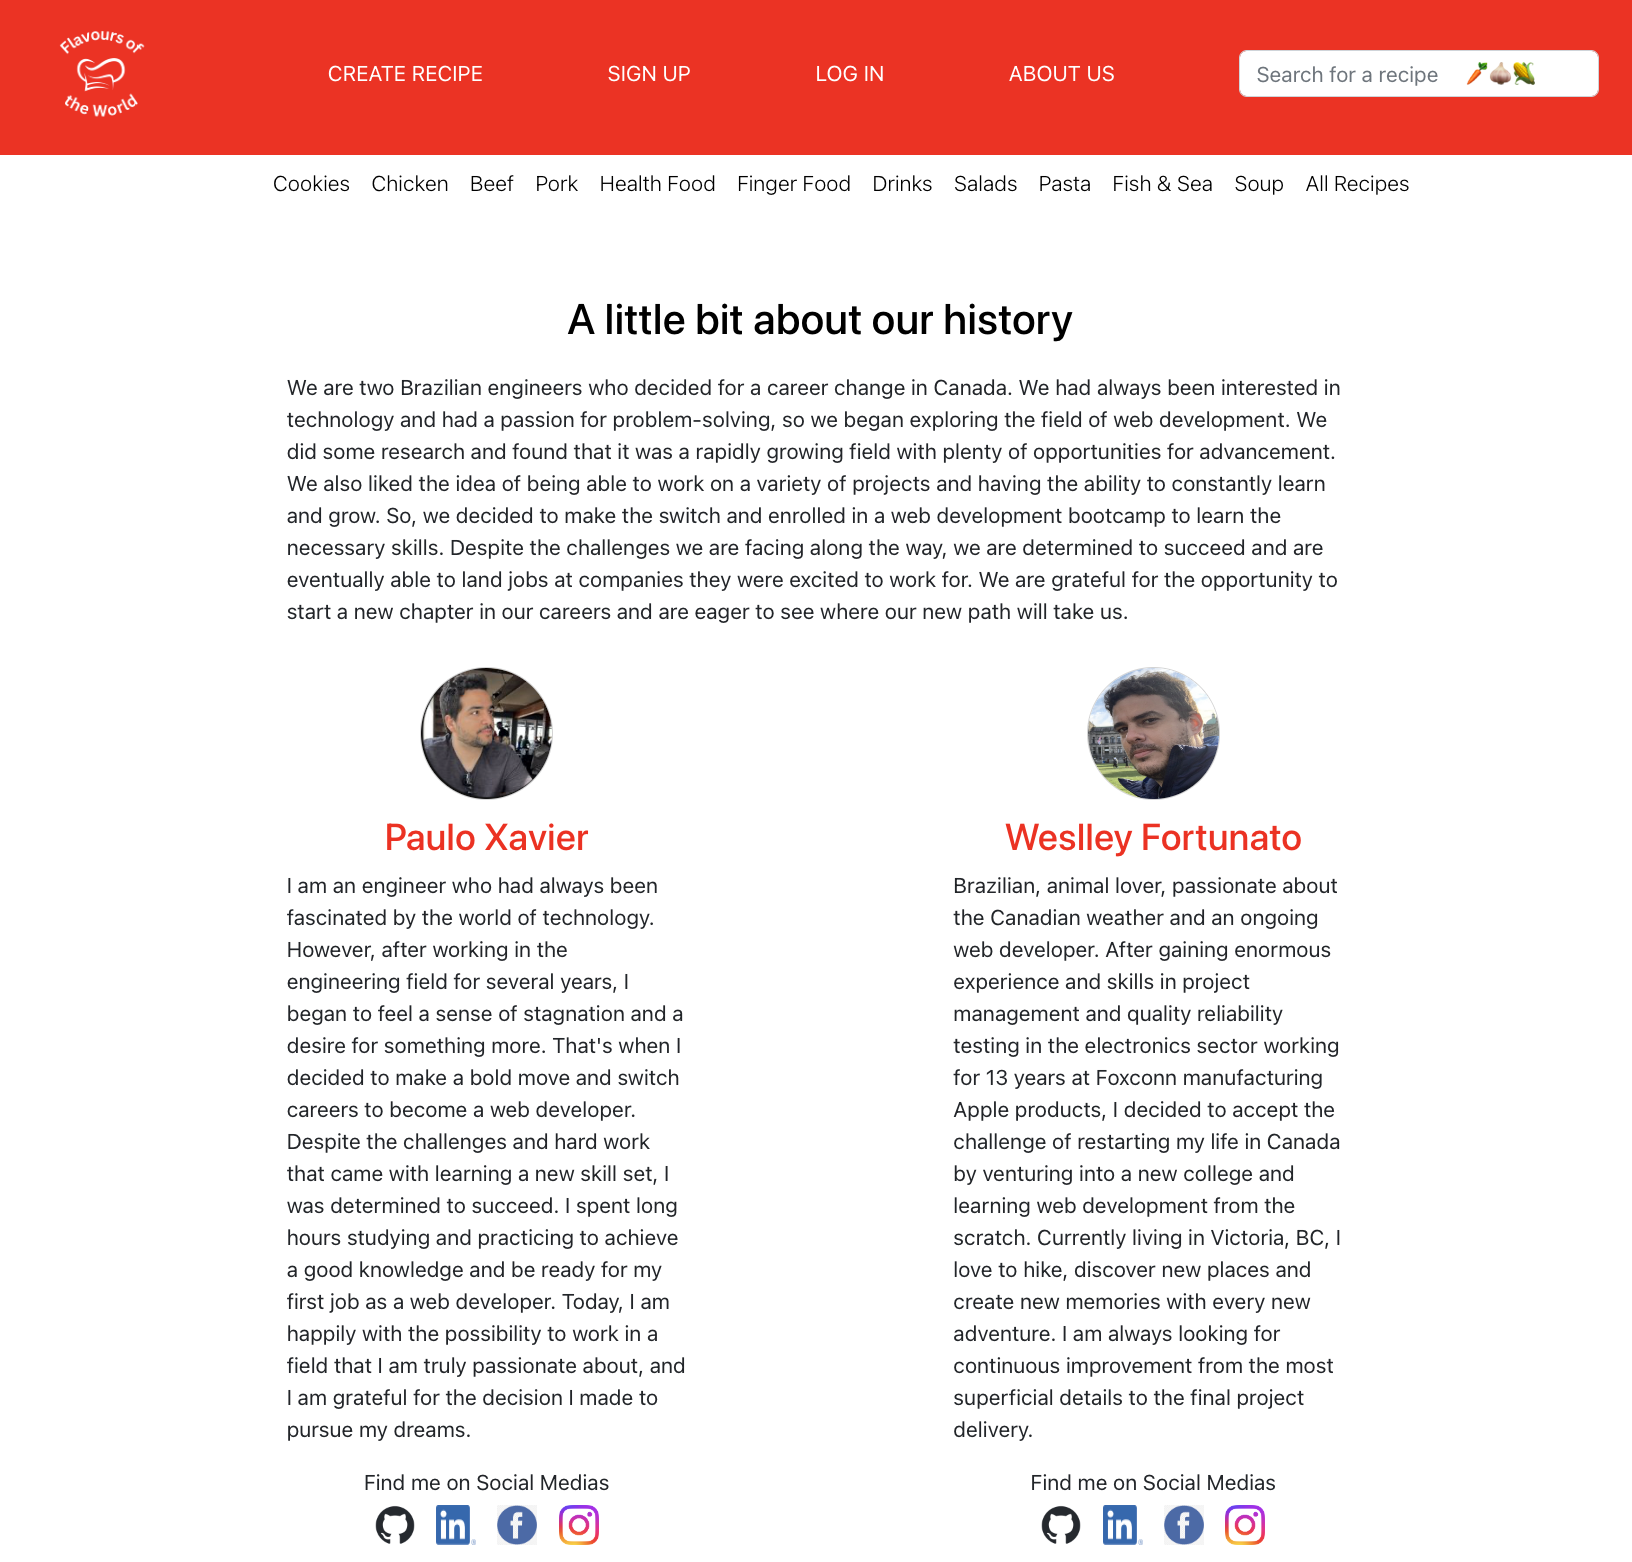 Flavours of
the World
CREATE RECIPE SIGN UP LOG IN ABOUT US Search for a recipe 🥕🧄🌽
Cookies Chicken Beef Pork Health Food Finger Food Drinks Salads Pasta Fish & Sea Soup All Recipes
A little bit about our history
We are two Brazilian engineers who decided for a career change in Canada. We had always been interested in
technology and had a passion for problem-solving, so we began exploring the field of web development. We
did some research and found that it was a rapidly growing field with plenty of opportunities for advancement.
We also liked the idea of being able to work on a variety of projects and having the ability to constantly learn
and grow. So, we decided to make the switch and enrolled in a web development bootcamp to learn the
necessary skills. Despite the challenges we are facing along the way, we are determined to succeed and are
eventually able to land jobs at companies they were excited to work for. We are grateful for the opportunity to
start a new chapter in our careers and are eager to see where our new path will take us.
Paulo Xavier
I am an engineer who had always been
fascinated by the world of technology.
However, after working in the
engineering field for several years, I
began to feel a sense of stagnation and a
desire for something more. That's when I
decided to make a bold move and switch
careers to become a web developer.
Despite the challenges and hard work
that came with learning a new skill set, I
was determined to succeed. I spent long
hours studying and practicing to achieve
a good knowledge and be ready for my
first job as a web developer. Today, I am
happily with the possibility to work in a
field that I am truly passionate about, and
I am grateful for the decision I made to
pursue my dreams.
Find me on Social Medias
Weslley Fortunato
Brazilian, animal lover, passionate about
the Canadian weather and an ongoing
web developer. After gaining enormous
experience and skills in project
management and quality reliability
testing in the electronics sector working
for 13 years at Foxconn manufacturing
Apple products, I decided to accept the
challenge of restarting my life in Canada
by venturing into a new college and
learning web development from the
scratch. Currently living in Victoria, BC, I
love to hike, discover new places and
create new memories with every new
adventure. I am always looking for
continuous improvement from the most
superficial details to the final project
delivery.
Find me on Social Medias